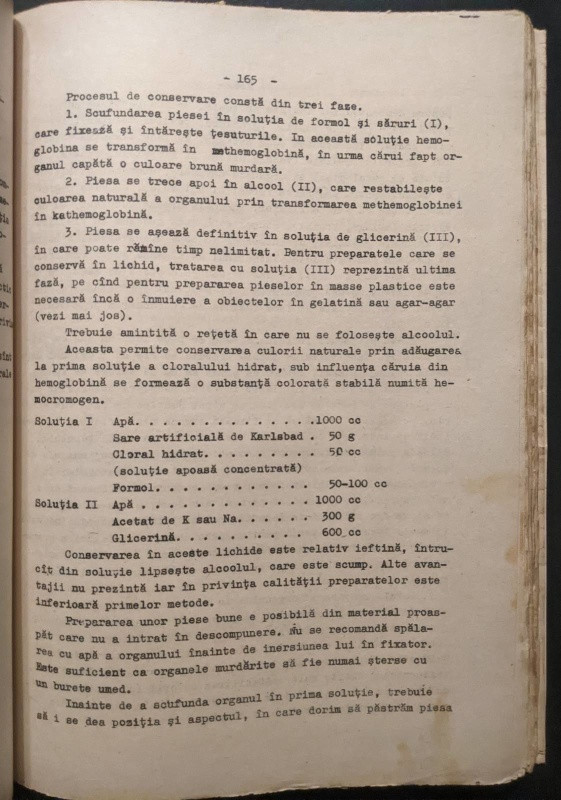 - 165 -
Procesul de conservare constă din trei faze.
1. Scufundarea piesei în soluția de formol și săruri (I),
care fixează și întărește țesuturile. In această soluție hemo-
globina se transformă în methemoglobină, în urma cărui fapt or-
ganul capătă o culoare brună murdară.
2. Piesa se trece apoi în alcool (II), care restabilește
culoarea naturală a organului prin transformarea methemoglobinei
în kathemoglobină.
3. Piesa se așează definitiv în soluția de glicerină (III),
în care poate rămîne timp nelimitat. Pentru preparatele care se
conservă în lichid, tratarea cu soluția (III) reprezintă ultima
fază, pe cînd pentru prepararea pieselor în masse plastice este
necesară încă o înmuiere a obiectelor în gelatină sau agar-agar
(vezi mai jos).
Trebuie amintită o rețetă în care nu se folosește alcoolul.
Aceasta permite conservarea culorii naturale prin adăugarea
la prima soluție a cloralului hidrat, sub influența căruia din
hemoglobină se formează o substanță colorată stabilă numită he-
mocromogen.
Soluția I Apă. . . . . . . . . . . . . .1000 cc
Sare artificială de Karlsbad . 50 g
Cloral hidrat. . . . . . . . . 50 cc
(soluție apoasă concentrată)
Formol. . . . . . . . . . . . 50-100 cc
Soluția II Apă . . . . . . . . . . . . . 1000 cc
Acetat de K sau Na. . . . . . 300 g
Glicerină. . . . . . . . . . 600 cc
Conservarea în aceste lichide este relativ ieftină, întru-
cît din soluție lipsește alcoolul, care este scump. Alte avan-
tajii nu prezintă iar în privința calității preparatelor este
inferioară primelor metode.
Prepararea unor piese bune e posibilă din material proas-
păt care nu a intrat în descompunere. Nu se recomandă spăla-
rea cu apă a organului înainte de inersiunea lui în fixator.
Este suficient ca organele murdărite să fie numai șterse cu
un burete umed.
Inainte de a scufunda organul în prima soluție, trebuie
să i se dea poziția și aspectul, în care dorim să păstrăm piesa